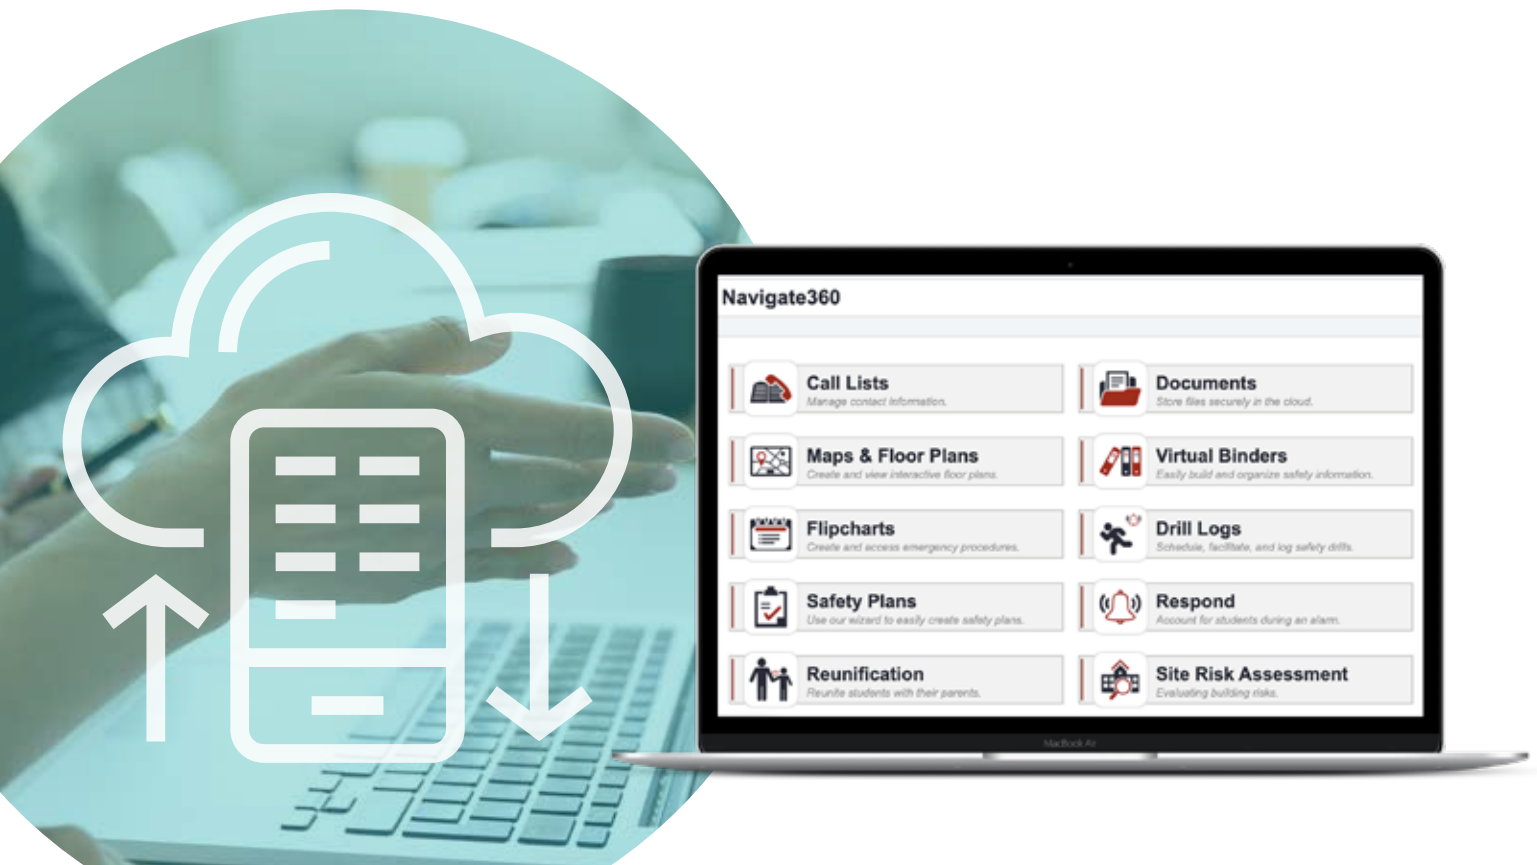 Navigate360
Call Lists
Manage contact information.
Documents
Store files securely in the cloud.
Maps & Floor Plans
Create and view interactive floor plans.
Virtual Binders
Easily build and organize safety information.
Flipcharts
Create and access emergency procedures.
Drill Logs
Schedule, facilitate, and log safety drills.
Safety Plans
Use our wizard to easily create safety plans.
Respond
Account for students during an alarm.
Reunification
Reunite students with their parents.
Site Risk Assessment
Evaluating building risks.
MacBook Air